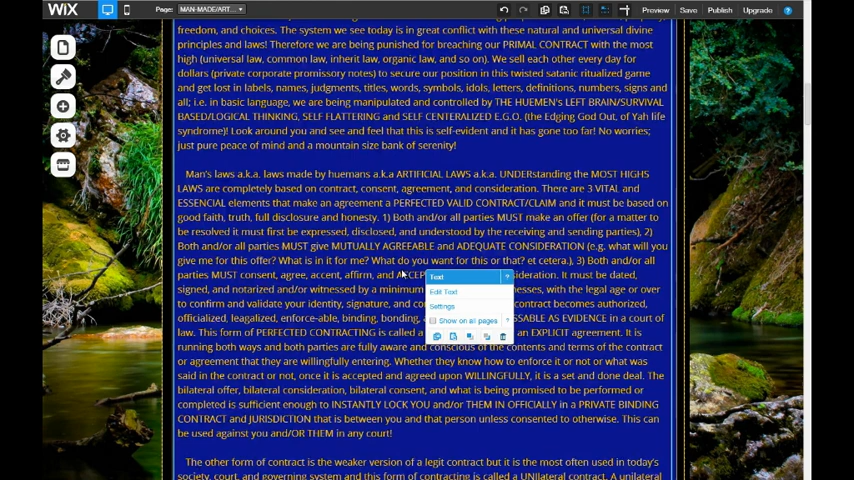 WIX Page: MAN-MADE/ART... Preview Save Publish Upgrade ?
freedom, and choices. The system we see today is in great conflict with these natural and universal divine
principles and laws! Therefore we are being punished for breaching our PRIMAL CONTRACT with the most
high (universal law, common law, inherit law, organic law, and so on). We sell each other every day for
dollars (private corporate promissory notes) to secure our position in this twisted satanic ritualized game
and get lost in labels, names, judgments, titles, words, symbols, idols, letters, definitions, numbers, signs and
all; i.e. in basic language, we are being manipulated and controlled by THE HUEMEN's LEFT BRAIN/SURVIVAL
BASED/LOGICAL THINKING, SELF FLATTERING and SELF CENTERALIZED E.G.O. (the Edging God Out, of Yah life
syndrome)! Look around you and see and feel that this is self-evident and it has gone too far! No worries;
just pure peace of mind and a mountain size bank of serenity!
Man's laws a.k.a. laws made by huemans a.k.a ARTIFICIAL LAWS a.k.a. UNDERstanding the MOST HIGHS
LAWS are completely based on contract, consent, agreement, and consideration. There are 3 VITAL and
ESSENCIAL elements that make an agreement a PERFECTED VALID CONTRACT/CLAIM and it must be based on
good faith, truth, full disclosure and honesty. 1) Both and/or all parties MUST make an offer (for a matter to
be resolved it must first be expressed, disclosed, and understood by the receiving and sending parties), 2)
Both and/or all parties MUST give MUTUALLY AGREEABLE and ADEQUATE CONSIDERATION (e.g. what will you
give me for this offer? What is in it for me? What do you want for this or that? et cetera.), 3) Both and/or all
parties MUST consent, agree, accent, affirm, and ACCEP sideration. It must be dated,
signed, and notarized and/or witnessed by a minimum nesses, with the legal age or over
to confirm and validate your identity, signature, and co contract becomes authorized,
officialized, leagalized, enforce-able, binding, bonding, SSABLE AS EVIDENCE in a court of
law. This form of PERFECTED CONTRACTING is called a an EXPLICIT agreement. It is
running both ways and both parties are fully aware and conscious of the contents and terms of the contract
or agreement that they are willfully entering. Whether they know how to enforce it or not or what was
said in the contract or not, once it is accepted and agreed upon WILLINGFULLY, it is a set and done deal. The
bilateral offer, bilateral consideration, bilateral consent, and what is being promised to be performed or
completed is sufficient enough to INSTANTLY LOCK YOU and/or THEM IN OFFICIALLY in a PRIVATE BINDING
CONTRACT and JURISDICTION that is between you and that person unless consented to otherwise. This can
be used against you and/OR THEM in any court!
The other form of contract is the weaker version of a legit contract but it is the most often used in today's
society, court, and governing system and this form of contracting is called a UNIlateral contract. A unilateral
Text ?
Edit Text
Settings
Show on all pages ?